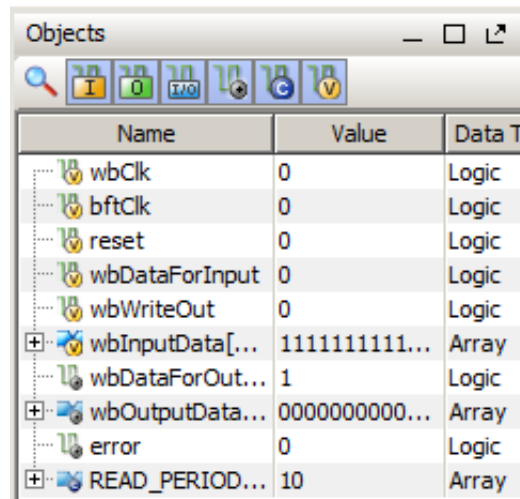 Objects
I O I/O C V
Name Value Data T
wbClk 0 Logic
bftClk 0 Logic
reset 0 Logic
wbDataForInput 0 Logic
wbWriteOut 0 Logic
wbInputData[... 1111111111... Array
wbDataForOut... 1 Logic
wbOutputData... 0000000000... Array
error 0 Logic
READ_PERIOD... 10 Array